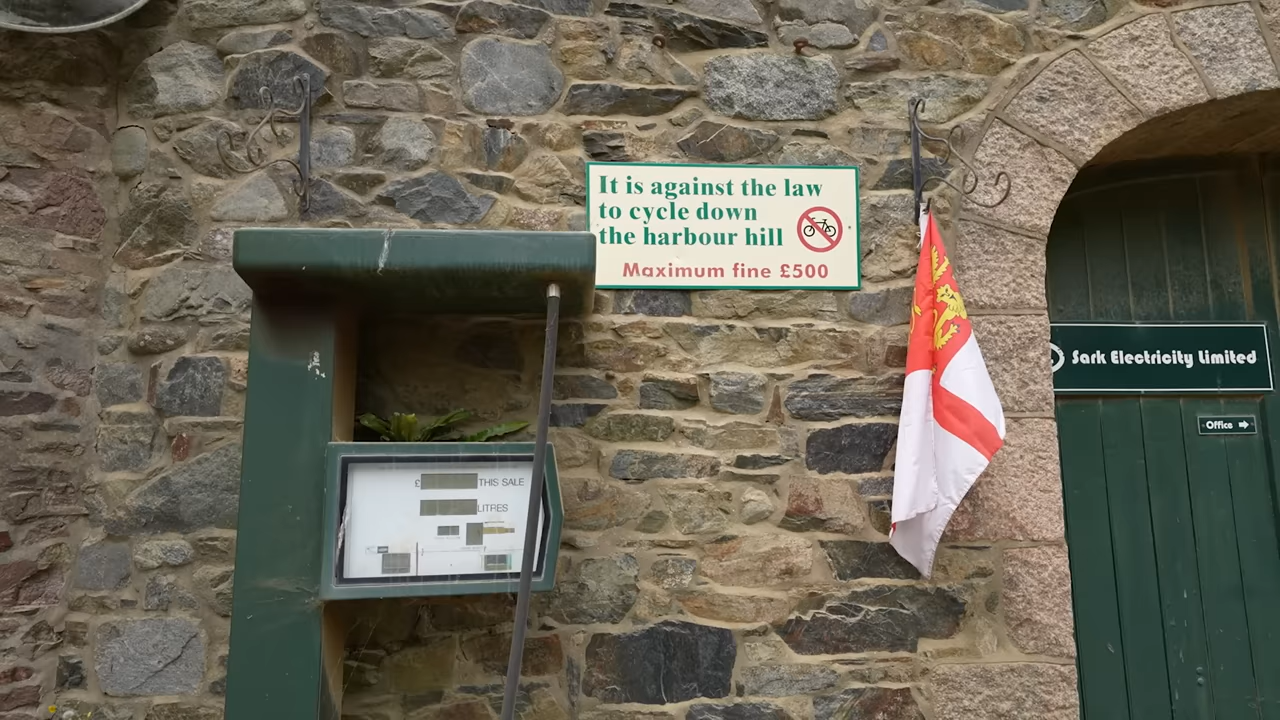 It is against the law
to cycle down
the harbour hill
Maximum fine £500
Sark Electricity Limited
Office
£ THIS SALE
LITRES